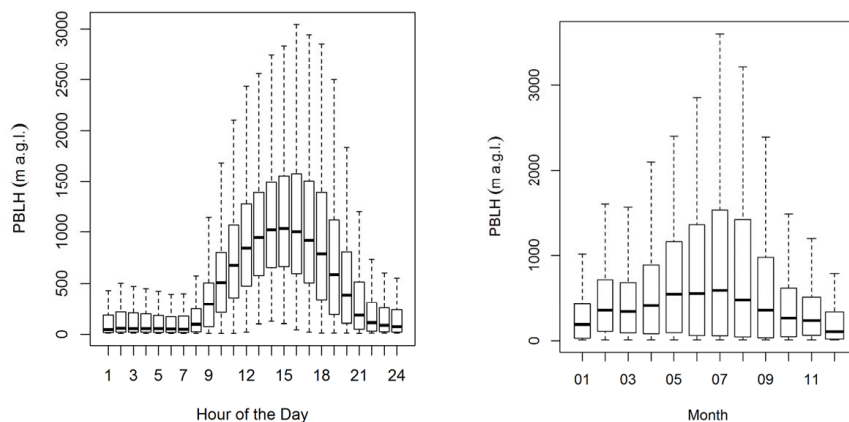 PBLH (m a.g.l.)
3000
2500
2000
1500
1000
500
0
1 3 5 7 9 12 15 18 21 24
Hour of the Day
PBLH (m a.g.l.)
3000
2000
1000
0
01 03 05 07 09 11
Month